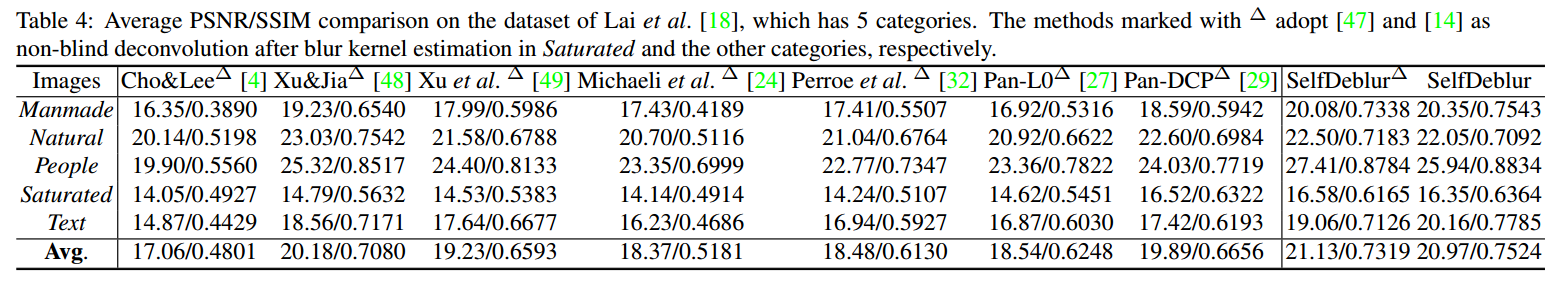 Table 4: Average PSNR/SSIM comparison on the dataset of Lai et al. [18], which has 5 categories. The methods marked with Δ adopt [47] and [14] as
non-blind deconvolution after blur kernel estimation in Saturated and the other categories, respectively.
Images Cho&LeeΔ [4] Xu&JiaΔ [48] Xu et al. Δ [49] Michaeli et al. Δ [24] Perroe et al. Δ [32] Pan-L0Δ [27] Pan-DCPΔ [29] SelfDeblurΔ SelfDeblur
Manmade 16.35/0.3890 19.23/0.6540 17.99/0.5986 17.43/0.4189 17.41/0.5507 16.92/0.5316 18.59/0.5942 20.08/0.7338 20.35/0.7543
Natural 20.14/0.5198 23.03/0.7542 21.58/0.6788 20.70/0.5116 21.04/0.6764 20.92/0.6622 22.60/0.6984 22.50/0.7183 22.05/0.7092
People 19.90/0.5560 25.32/0.8517 24.40/0.8133 23.35/0.6999 22.77/0.7347 23.36/0.7822 24.03/0.7719 27.41/0.8784 25.94/0.8834
Saturated 14.05/0.4927 14.79/0.5632 14.53/0.5383 14.14/0.4914 14.24/0.5107 14.62/0.5451 16.52/0.6322 16.58/0.6165 16.35/0.6364
Text 14.87/0.4429 18.56/0.7171 17.64/0.6677 16.23/0.4686 16.94/0.5927 16.87/0.6030 17.42/0.6193 19.06/0.7126 20.16/0.7785
Avg. 17.06/0.4801 20.18/0.7080 19.23/0.6593 18.37/0.5181 18.48/0.6130 18.54/0.6248 19.89/0.6656 21.13/0.7319 20.97/0.7524